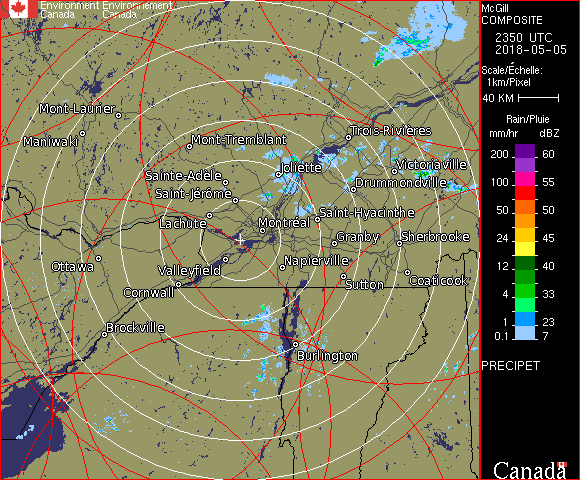 Environment Environnement
Canada Canada
McGill
COMPOSITE
2350 UTC
2018-05-05
Scale/Échelle:
1km/Pixel
40 KM
Rain/Pluie
mm/hr dBZ
200 60
100 55
50 50
24 45
12 40
4 33
1 23
0.1 7
PRECIPET
Canada
Mont-Laurier
Maniwaki
Mont-Tremblant
Trois-Rivières
Joliette
Victoriaville
Sainte-Adèle
Drummondville
Saint-Jérôme
Saint-Hyacinthe
Lachute
Montréal
Granby
Sherbrooke
Ottawa
Valleyfield
Napierville
Cornwall
Sutton
Coaticook
Brockville
Burlington